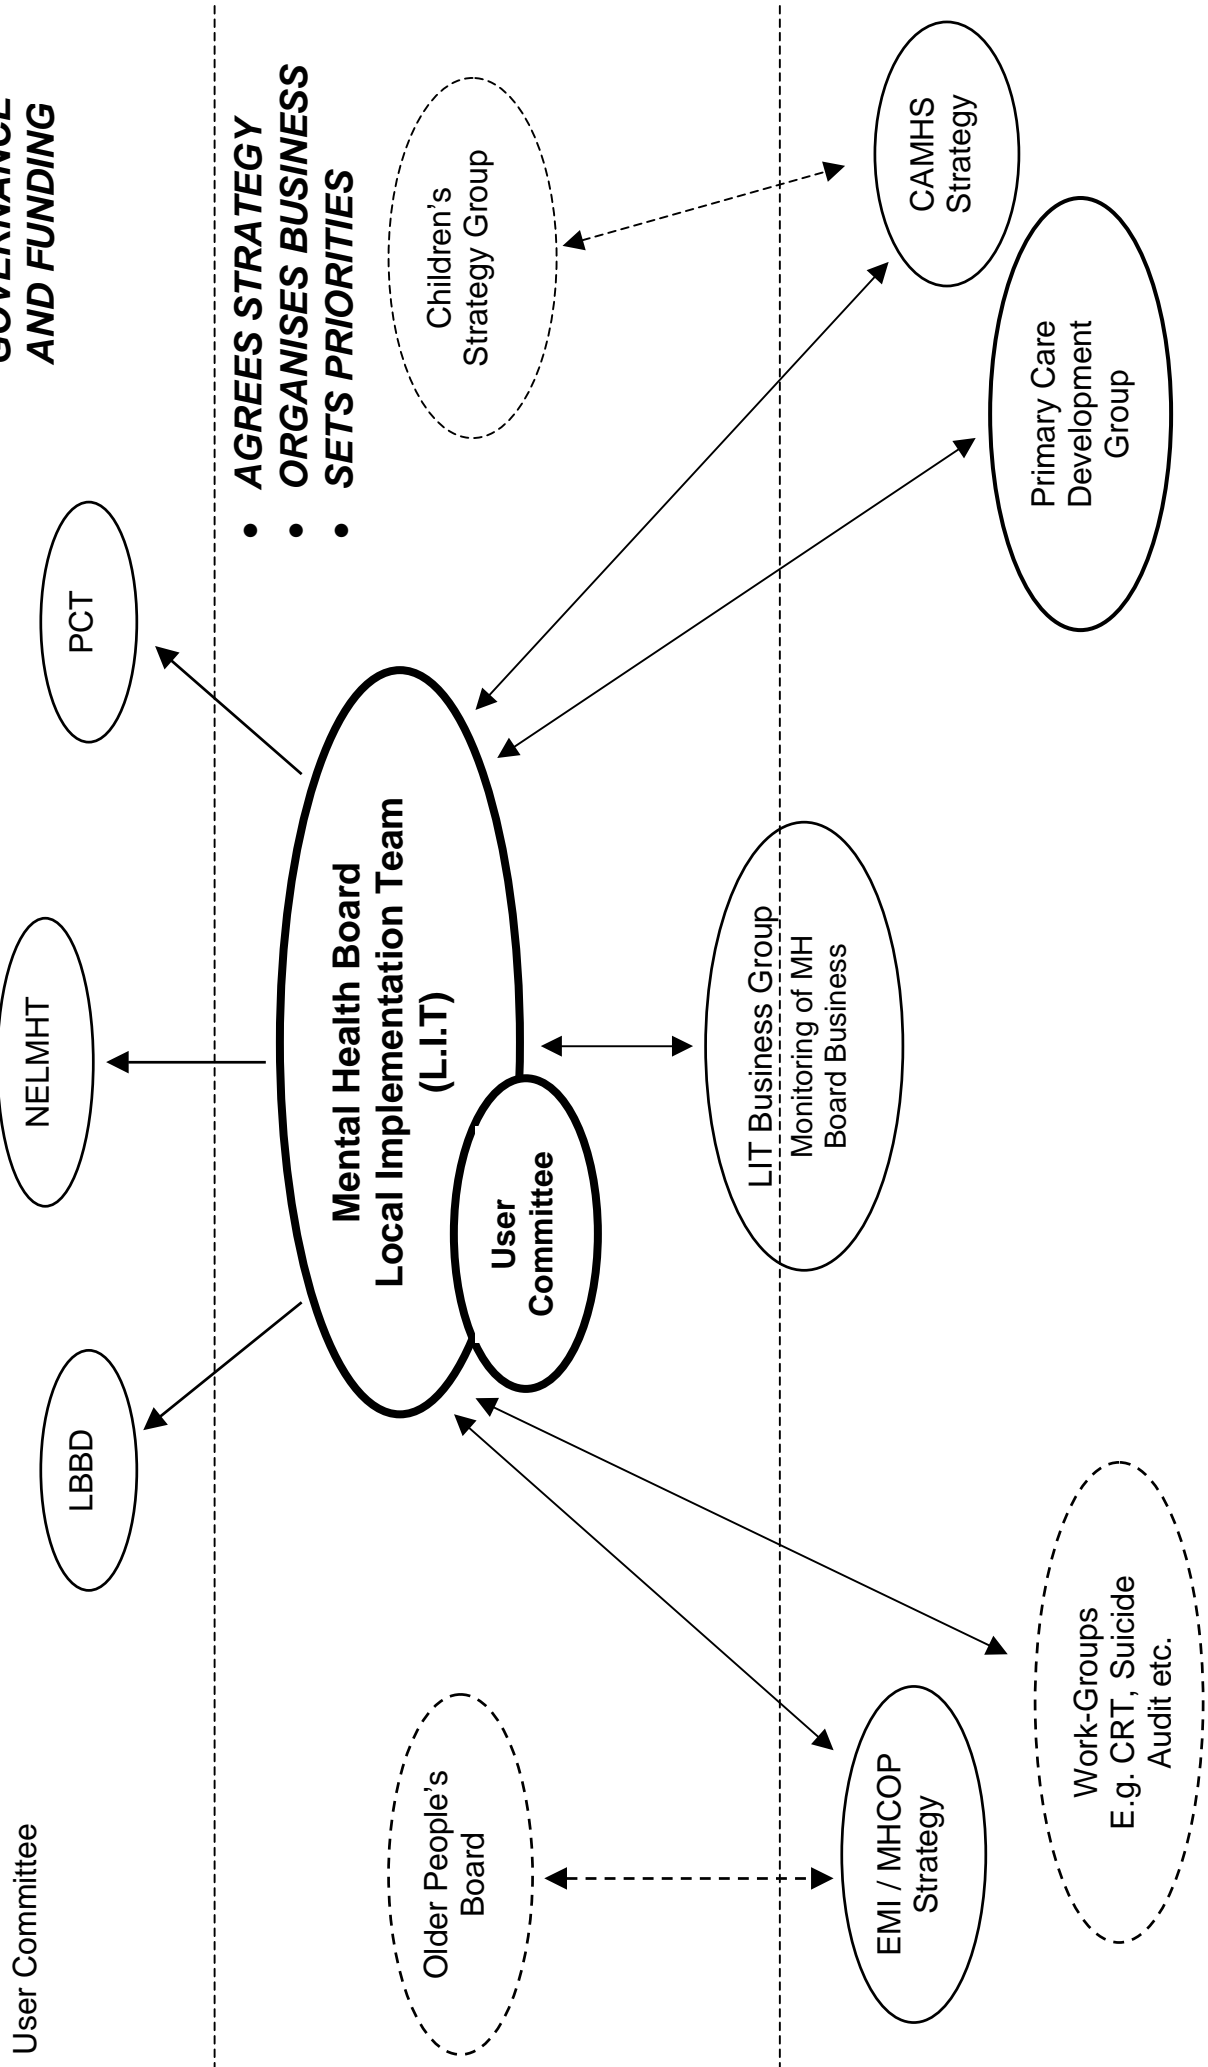 User Committee
AND FUNDING
LBBD
NELMHT
PCT
• AGREES STRATEGY
• ORGANISES BUSINESS
• SETS PRIORITIES
Mental Health Board
Local Implementation Team
(L.I.T)
User
Committee
Older People’s
Board
Children’s
Strategy Group
LIT Business Group
Monitoring of MH
Board Business
EMI / MHCOP
Strategy
CAMHS
Strategy
Work-Groups
E.g. CRT, Suicide
Audit etc.
Primary Care
Development
Group